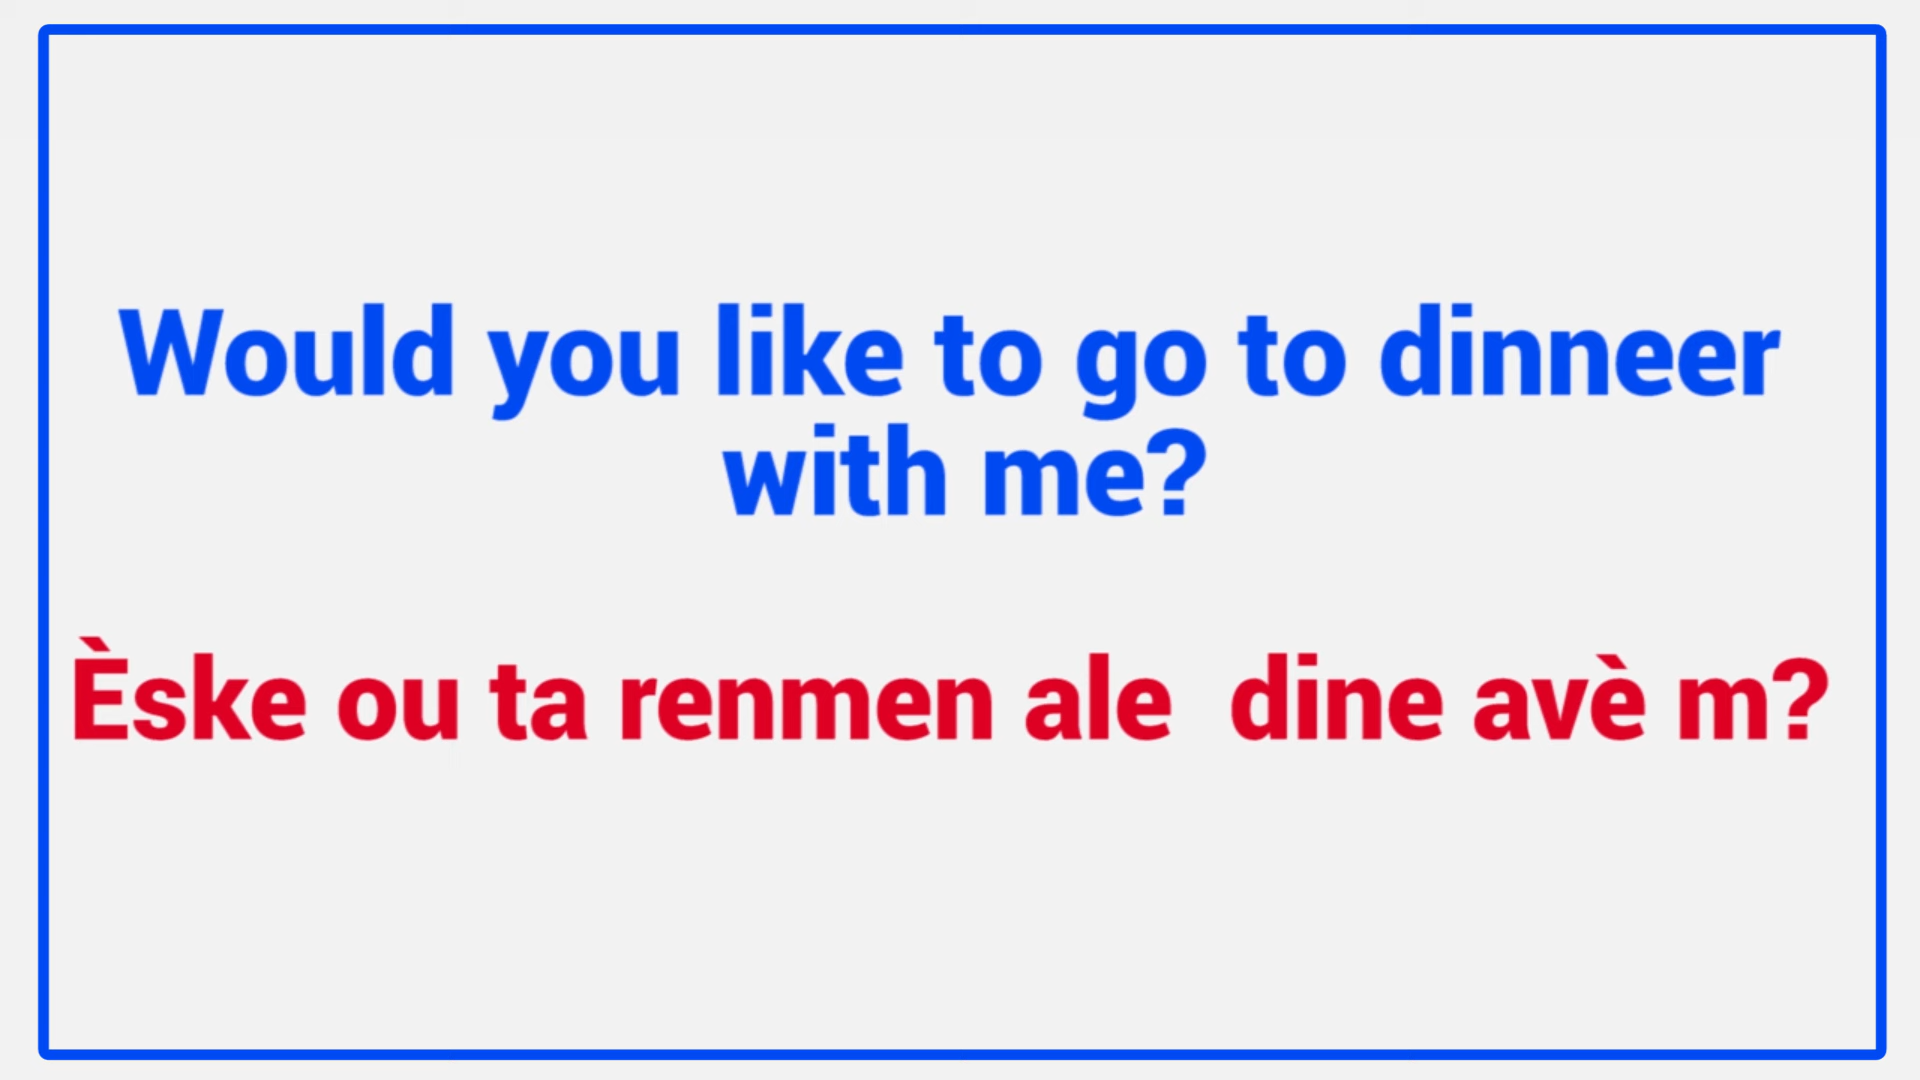 Would you like to go to dinneer
with me?
Èske ou ta renmen ale  dine avè m?